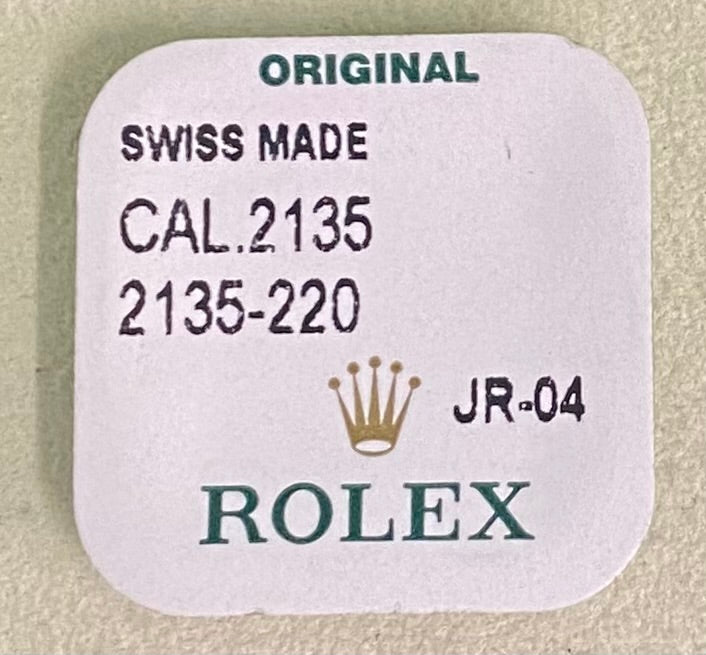 ORIGINAL
SWISS MADE
CAL.2135
2135-220
JR-04
ROLEX